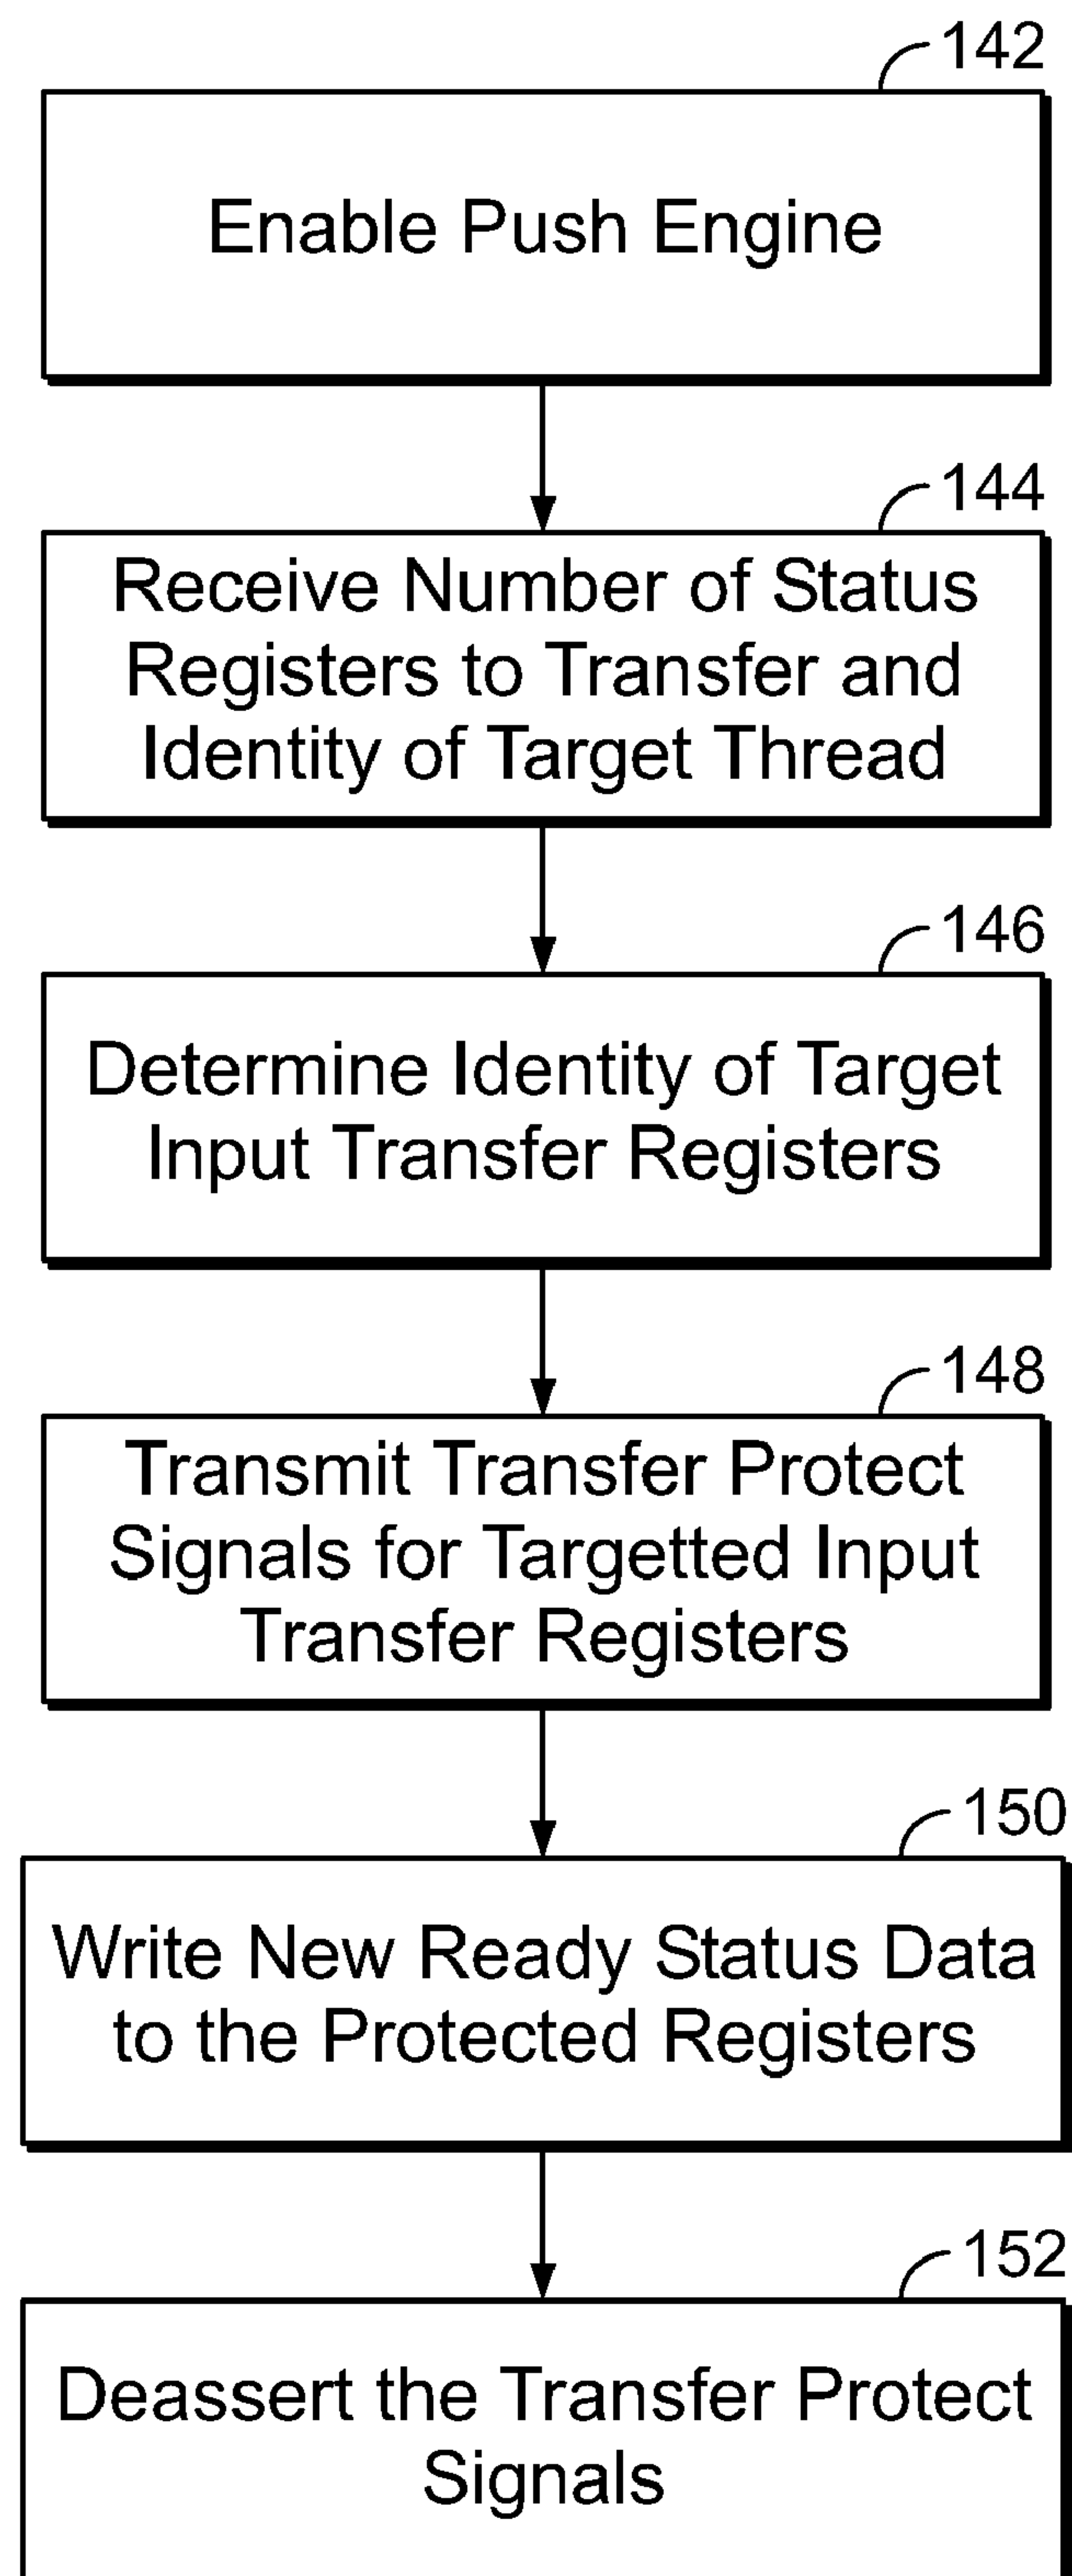 142
Enable Push Engine
144
Receive Number of Status
Registers to Transfer and
Identity of Target Thread
146
Determine Identity of Target
Input Transfer Registers
148
Transmit Transfer Protect
Signals for Targetted Input
Transfer Registers
150
Write New Ready Status Data
to the Protected Registers
152
Deassert the Transfer Protect
Signals